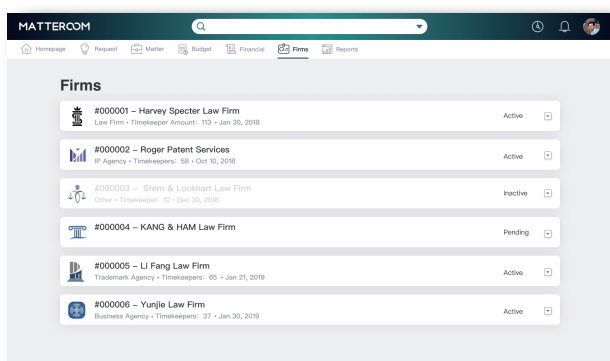 MATTEROOM
Homepage Request Matter Budget Financial Firms Reports
Firms
#000001 – Harvey Specter Law Firm
Law Firm • Timekeeper Amount: 113 • Jan 30, 2018
Active
#000002 – Roger Patent Services
IP Agency • Timekeepers: 58 • Oct 10, 2018
Active
#000003 – Stern & Lockhart Law Firm
Other • Timekeeper: 12 • Dec 30, 2018
Inactive
#000004 – KANG & HAM Law Firm
Pending
#000005 – Li Fang Law Firm
Trademark Agency • Timekeepers: 65 • Jan 21, 2019
Active
#000006 – Yunjie Law Firm
Business Agency • Timekeepers: 37 • Jan 30, 2019
Active